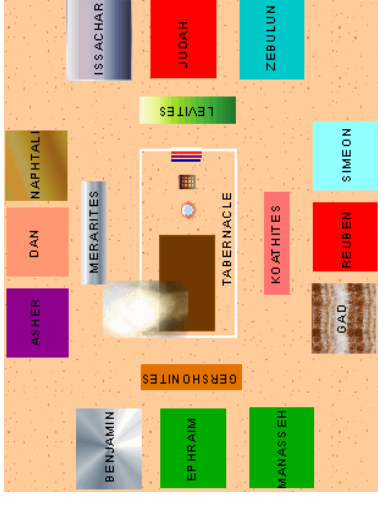 ISSACHAR
JUDAH
ZEBULUN
LEVITES
NAPHTALI
SIMEON
DAN
MERARITES
TABERNACLE
KOATHITES
REUBEN
ASHER
GAD
GERSHONITES
BENJAMIN
EPHRAIM
MANASSEH